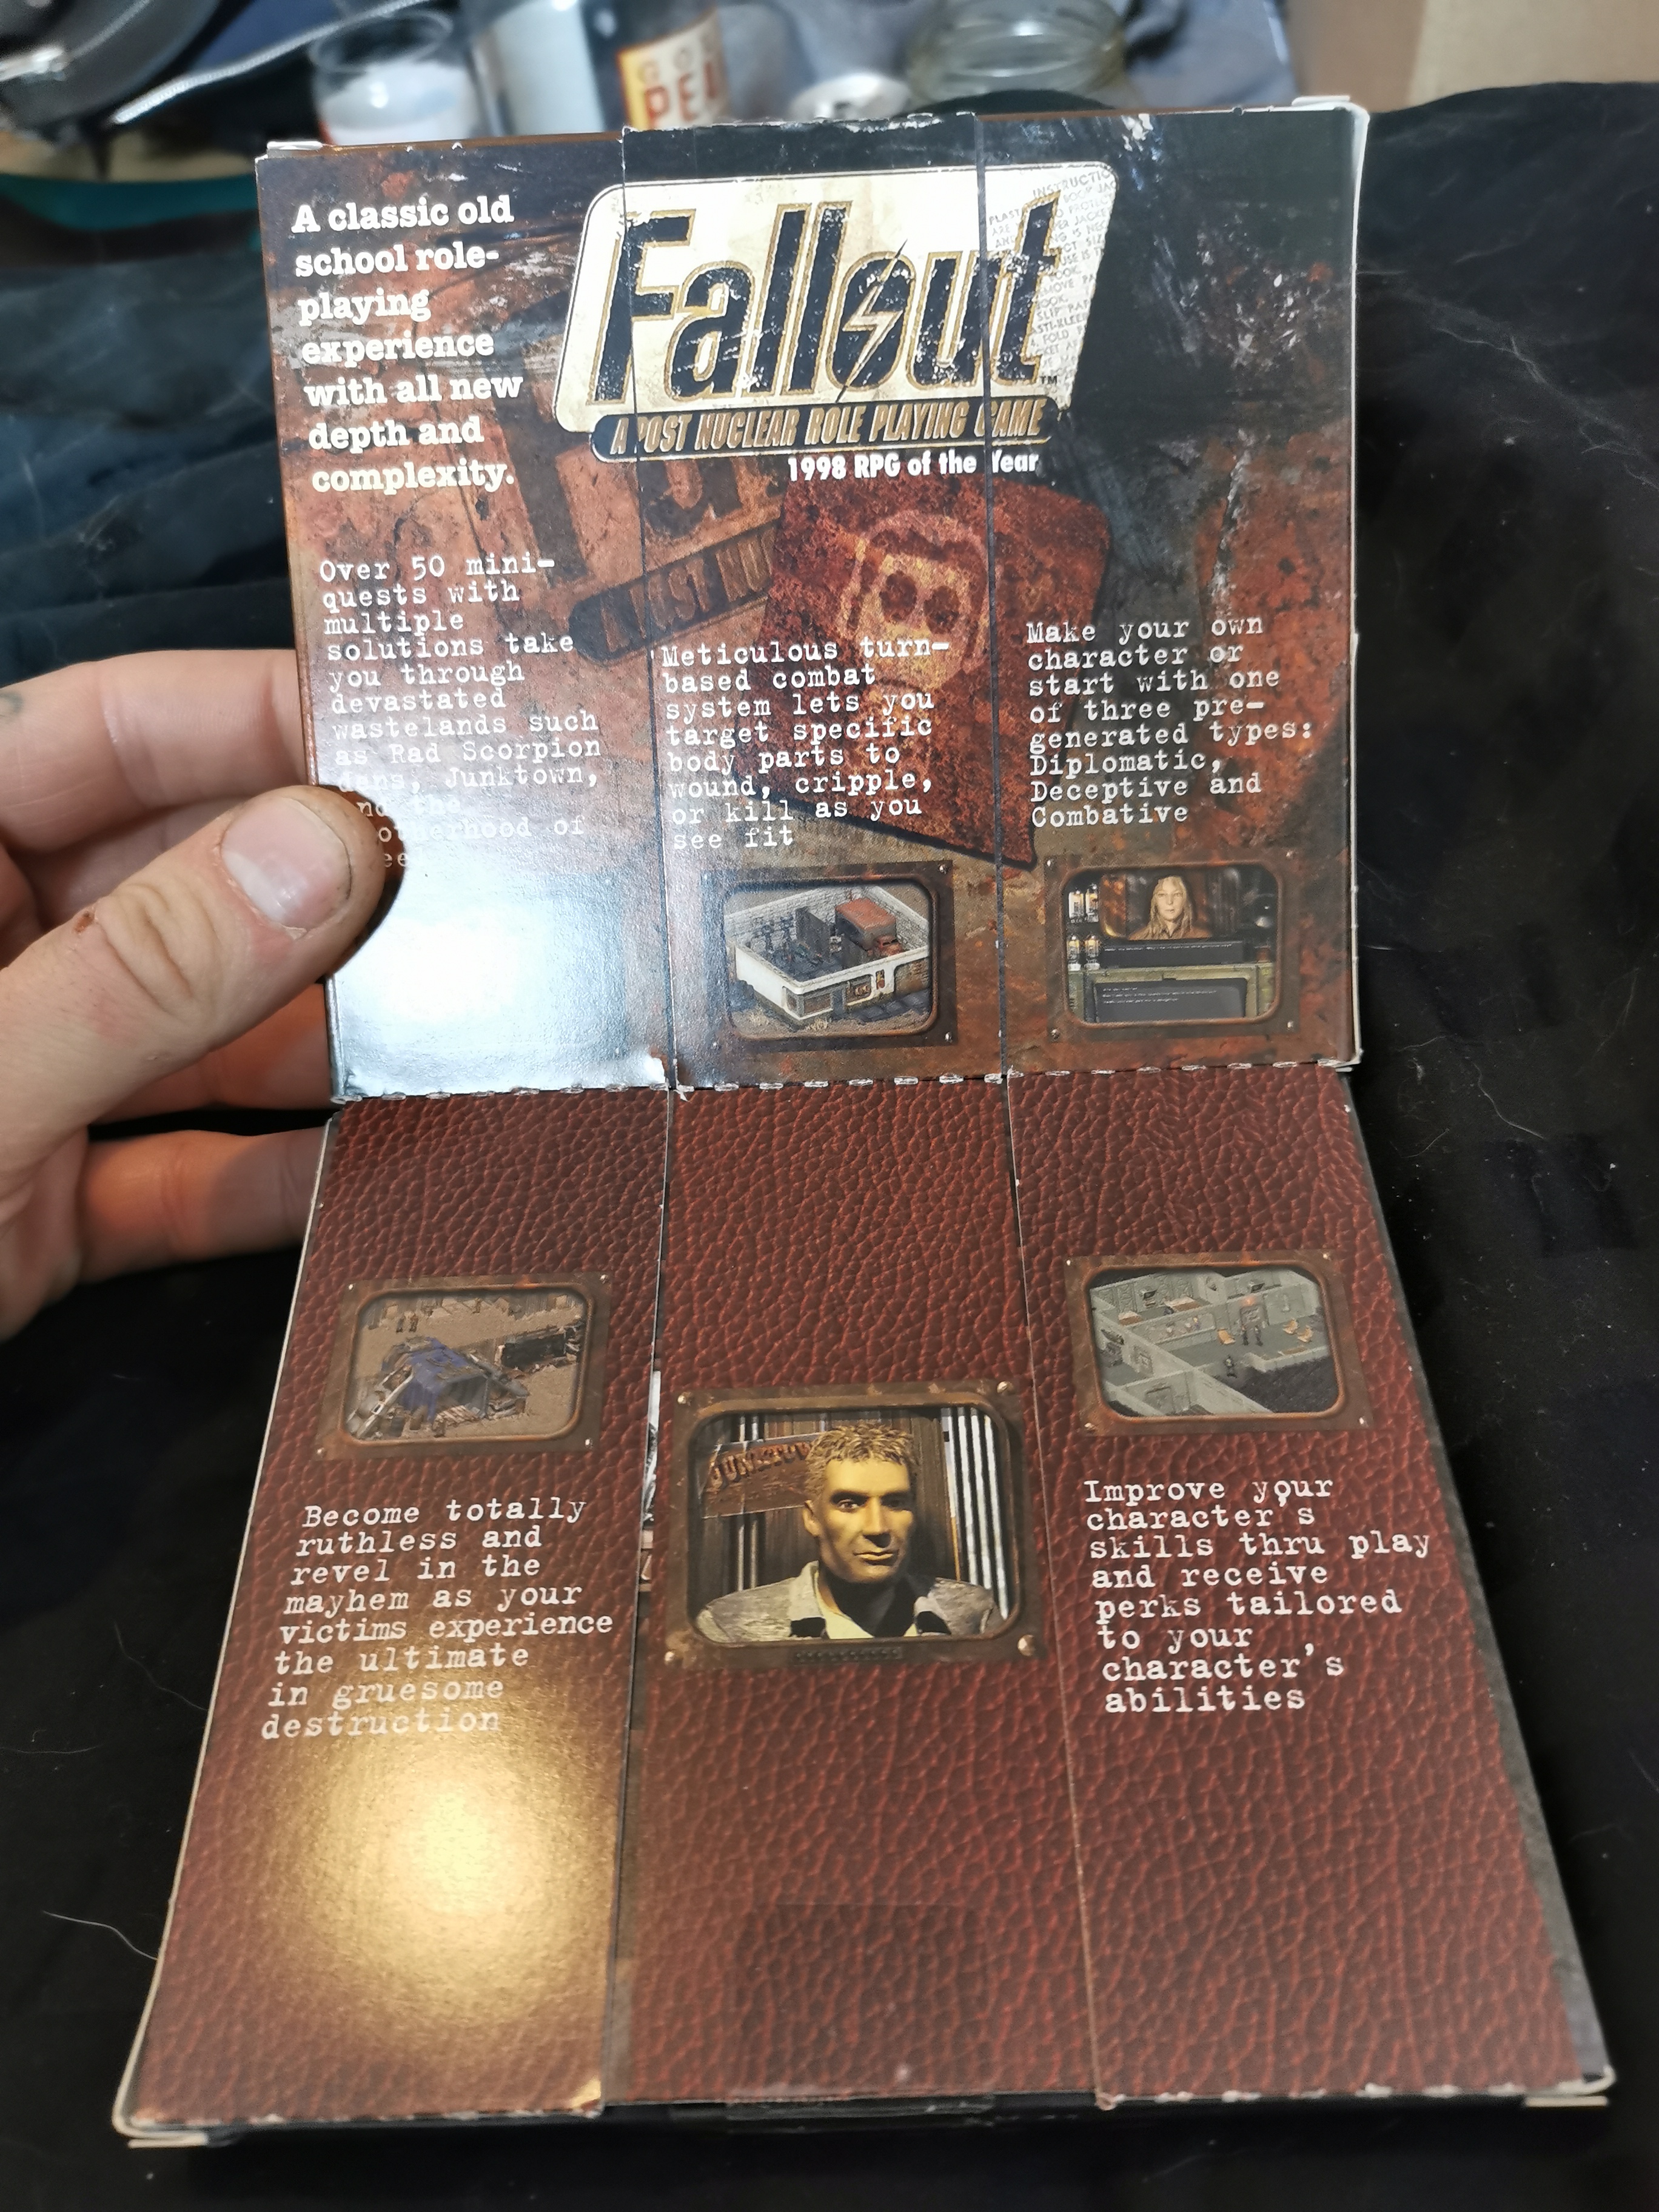 A classic old
school role-
playing
experience
with all new
depth and
complexity.
Fallout
TM
A POST NUCLEAR ROLE PLAYING GAME
1998 RPG of the Year
Over 50 mini-
quests with
multiple
solutions take
you through
devastated
wastelands such
as Rad Scorpion
Junktown,
the
of
Meticulous turn-
based combat
system lets you
target specific
body parts to
wound, cripple,
or kill as you
see fit
Make your own
character or
start with one
of three pre-
generated types:
Diplomatic,
Deceptive and
Combative
Become totally
ruthless and
revel in the
mayhem as your
victims experience
the ultimate
in gruesome
destruction
Improve your
character's
skills thru play
and receive
perks tailored
to your
character's
abilities